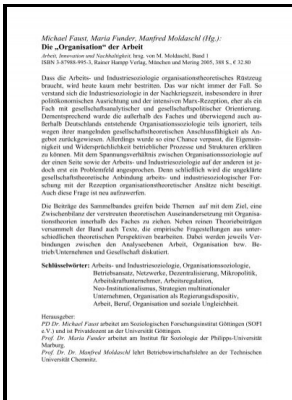 Michael Faust, Maria Funder, Manfred Moldaschl (Hg.):
Die „Organisation“ der Arbeit
Arbeit, Innovation und Nachhaltigkeit, hrsg. von M. Moldaschl, Band 1
ISBN 3-87988-995-3, Rainer Hampp Verlag, München und Mering 2005, 388 S., € 32.80
Dass die Arbeits- und Industriesoziologie organisationstheoretisches Rüstzeug
braucht, wird heute kaum mehr bestritten. Das war nicht immer der Fall. So
verstand sich die Industriesoziologie in der Nachkriegszeit, insbesondere in ihrer
politökonomischen Ausrichtung und der intensiven Marx-Rezeption, eher als ein
Fach mit gesellschaftsanalytischer und gesellschaftspolitischer Orientierung.
Dementsprechend wurde die außerhalb des Faches und überwiegend auch au-
ßerhalb Deutschlands entstehende Organisationssoziologie teils ignoriert, teils
wegen ihrer mangelnden gesellschaftstheoretischen Anschlussfähigkeit als An-
gebot zurückgewiesen. Allerdings wurde so eine Chance verpasst, die Eigensin-
nigkeit und Widersprüchlichkeit betrieblicher Prozesse und Strukturen erklären
zu können. Mit dem Spannungsverhältnis zwischen Organisationssoziologie auf
der einen Seite sowie der Arbeits- und Industriesoziologie auf der anderen ist je-
doch erst ein Problemfeld angesprochen. Denn schließlich wird die ungeklärte
gesellschaftstheoretische Anbindung arbeits- und industriesoziologischer For-
schung mit der Rezeption organisationstheoretischer Ansätze nicht beseitigt.
Auch diese Frage ist neu aufzuwerfen.
Die Beiträge des Sammelbandes greifen beide Themen auf mit dem Ziel, eine
Zwischenbilanz der verstreuten theoretischen Auseinandersetzung mit Organisa-
tionstheorien innerhalb des Faches zu ziehen. Neben reinen Theoriebeiträgen
versammelt der Band auch Texte, die empirische Fragestellungen aus unter-
schiedlichen theoretischen Perspektiven bearbeiten. Dabei werden jeweils Ver-
bindungen zwischen den Analyseebenen Arbeit, Organisation bzw. Be-
trieb/Unternehmen und Gesellschaft diskutiert.
Schlüsselwörter: Arbeits- und Industriesoziologie, Organisationssoziologie,
Betriebsansatz, Netzwerke, Dezentralisierung, Mikropolitik,
Arbeitskraftunternehmer, Arbeitsregulation,
Neo-Institutionalismus, Strategien multinationaler
Unternehmen, Organisation als Regierungsdispositiv,
Arbeit, Beruf, Organisation und soziale Ungleichheit.
Herausgeber:
PD Dr. Michael Faust arbeitet am Soziologischen Forschungsinstitut Göttingen (SOFI
e.V.) und ist Privatdozent an der Universität Göttingen.
Prof. Dr. Maria Funder arbeitet am Institut für Soziologie der Philipps-Universität
Marburg.
Prof. Dr. Dr. Manfred Moldaschl lehrt Betriebswirtschaftslehre an der Technischen
Universität Chemnitz.